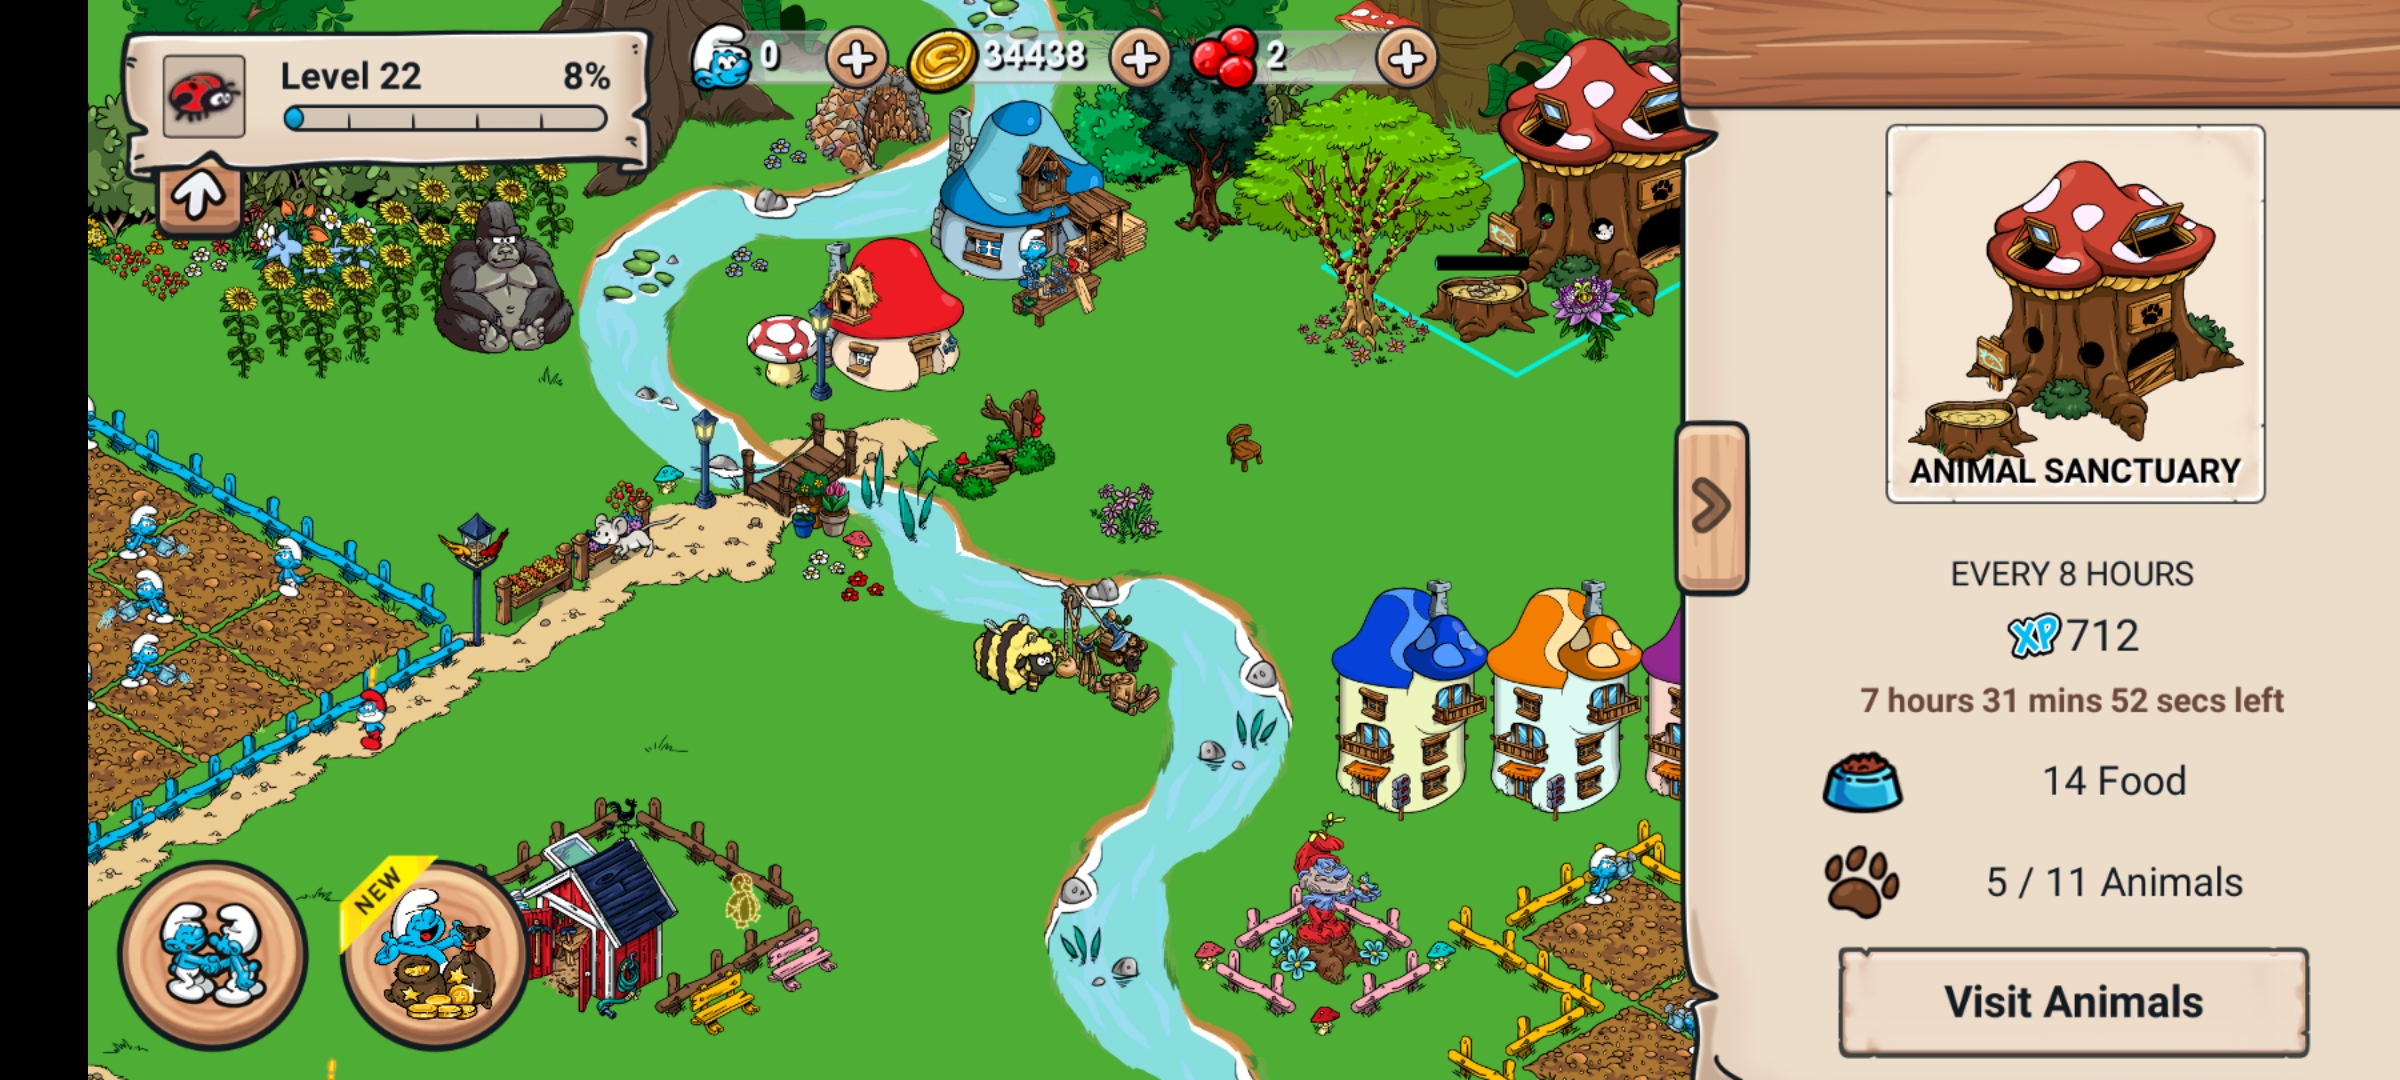 Level 22
8%
0
34438
2
ANIMAL SANCTUARY
EVERY 8 HOURS
XP 712
7 hours 31 mins 52 secs left
14 Food
5 / 11 Animals
Visit Animals
NEW